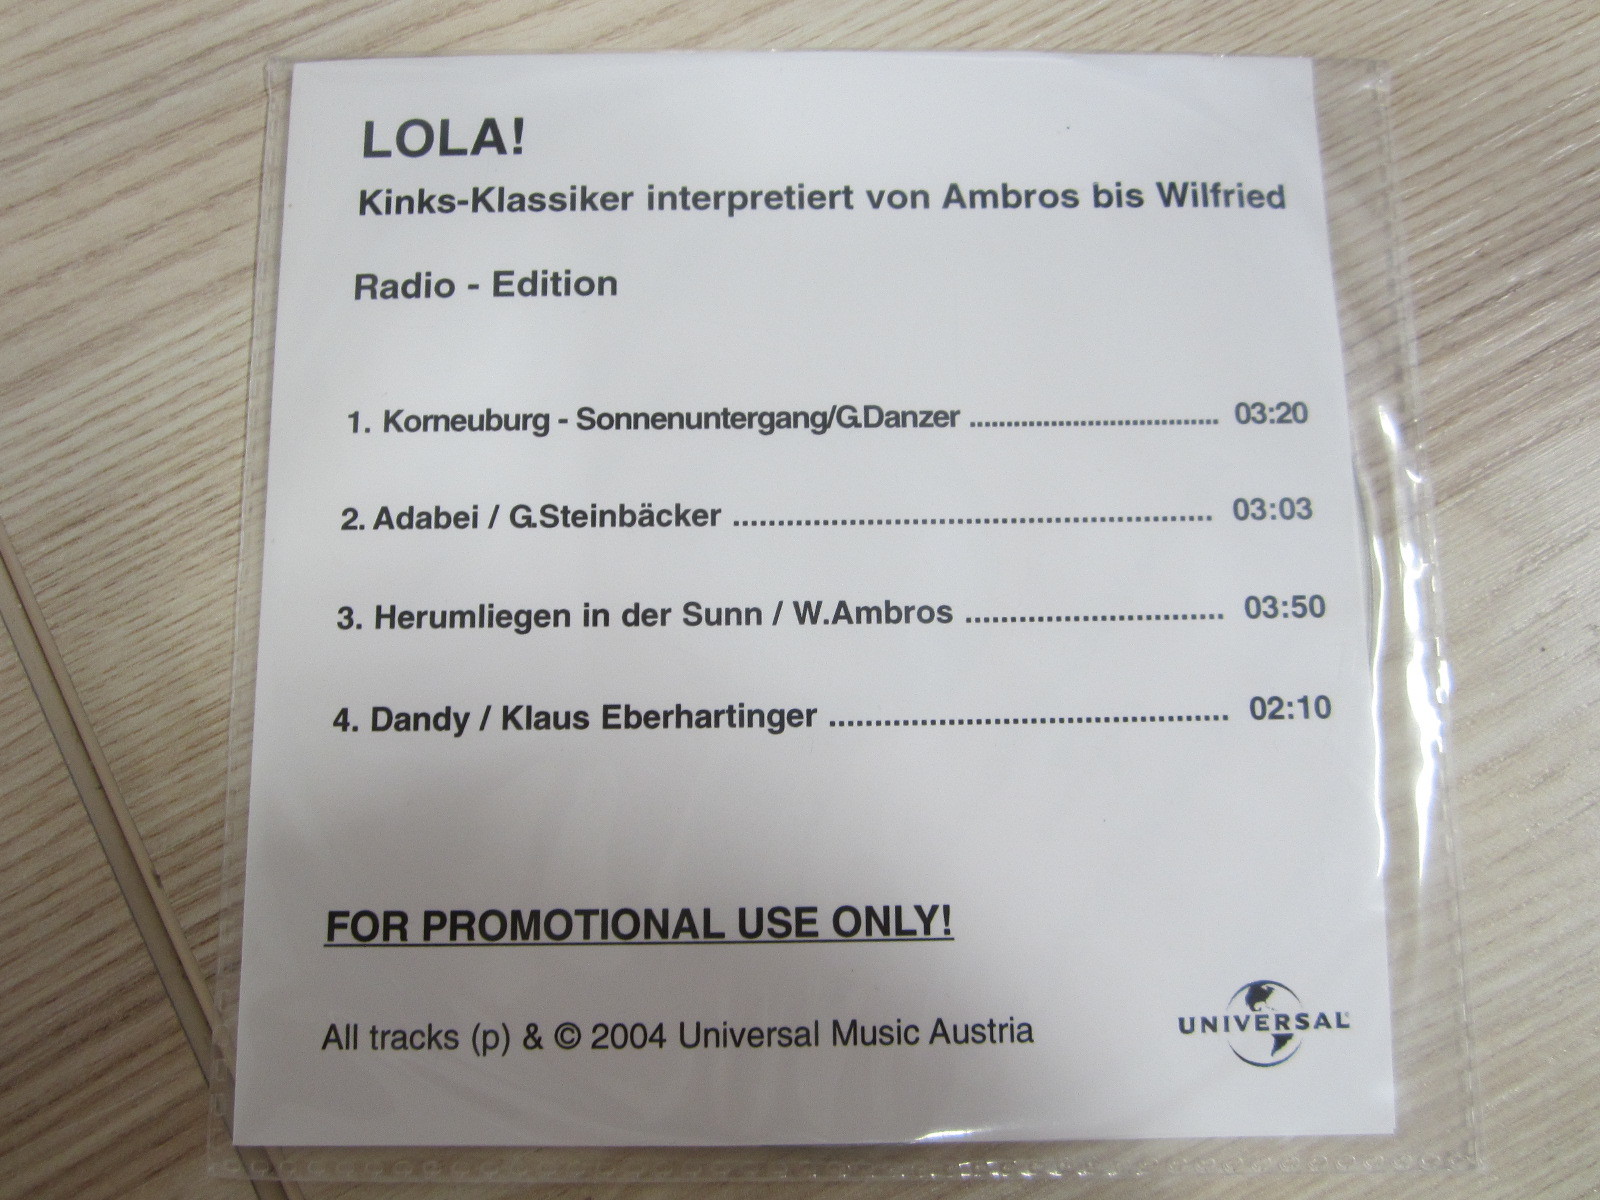 LOLA!
Kinks-Klassiker interpretiert von Ambros bis Wilfried
Radio - Edition
1. Korneuburg - Sonnenuntergang/G.Danzer .................................. 03:20
2. Adabei / G.Steinbäcker ...................................................... 03:03
3. Herumliegen in der Sunn / W.Ambros ............................. 03:50
4. Dandy / Klaus Eberhartinger .......................................... 02:10
FOR PROMOTIONAL USE ONLY!
All tracks (p) & © 2004 Universal Music Austria
UNIVERSAL